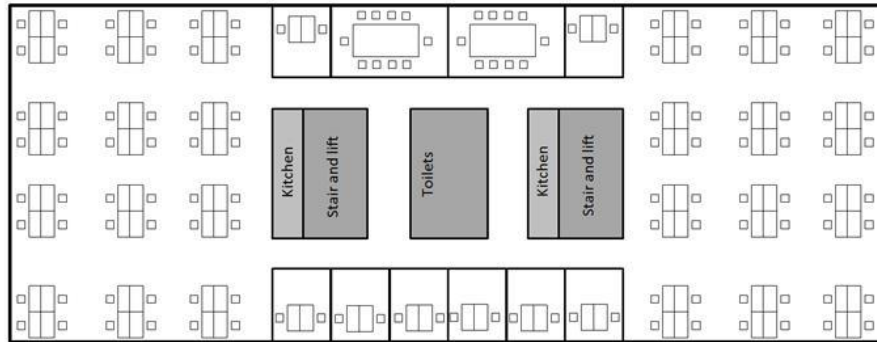 Kitchen
Stair and lift
Toilets
Kitchen
Stair and lift